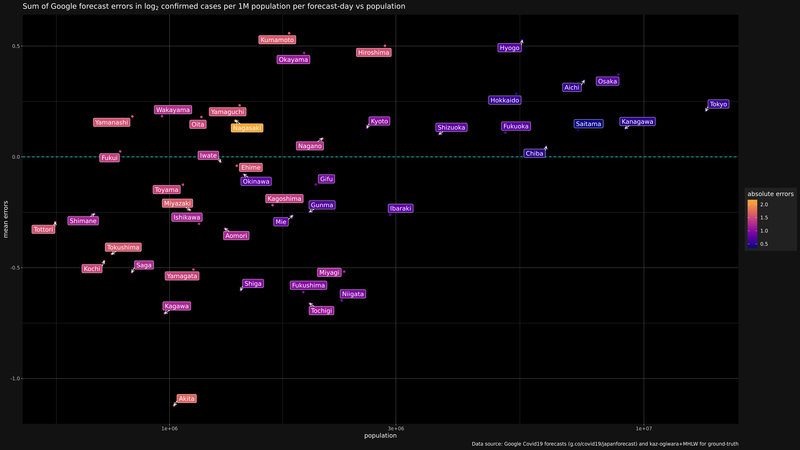 Sum of Google forecast errors in log2 confirmed cases per 1M population per forecast-day vs population
0.5
0.0
-0.5
-1.0
mean errors
Kumamoto
Hyogo
Hiroshima
Okayama
Osaka
Aichi
Hokkaido
Tokyo
Wakayama
Yamaguchi
Yamanashi
Oita
Nagasaki
Kyoto
Shizuoka
Fukuoka
Saitama
Kanagawa
Nagano
Fukui
Iwate
Chiba
Ehime
Okinawa
Gifu
Toyama
Kagoshima
Miyazaki
Gunma
Ibaraki
Ishikawa
Shimane
Mie
Tottori
Aomori
Tokushima
Saga
Kochi
Yamagata
Miyagi
Shiga
Fukushima
Niigata
Kagawa
Tochigi
Akita
absolute errors
2.0
1.5
1.0
0.5
1e+06
3e+06
1e+07
population
Data source: Google Covid19 forecasts (g.co/covid19/japanforecast) and kaz-ogiwara+MHLW for ground-truth